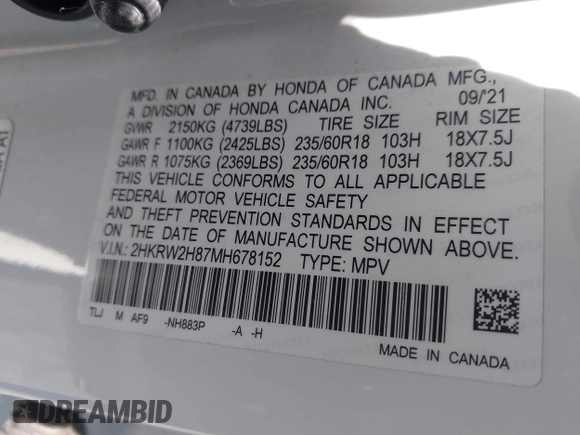 MFD. IN CANADA BY HONDA OF CANADA MFG.,
A DIVISION OF HONDA CANADA INC. 09/'21
GVWR 2150KG (4739LBS) TIRE SIZE RIM SIZE
GAWR F 1100KG (2425LBS) 235/60R18 103H 18X7.5J
GAWR R 1075KG (2369LBS) 235/60R18 103H 18X7.5J
THIS VEHICLE CONFORMS TO ALL APPLICABLE
FEDERAL MOTOR VEHICLE SAFETY
AND THEFT PREVENTION STANDARDS IN EFFECT
ON THE DATE OF MANUFACTURE SHOWN ABOVE.
V.I.N.: 2HKRW2H87MH678152 TYPE: MPV
TLJ M AF9 -NH883P -A -H
MADE IN CANADA
DREAMBID